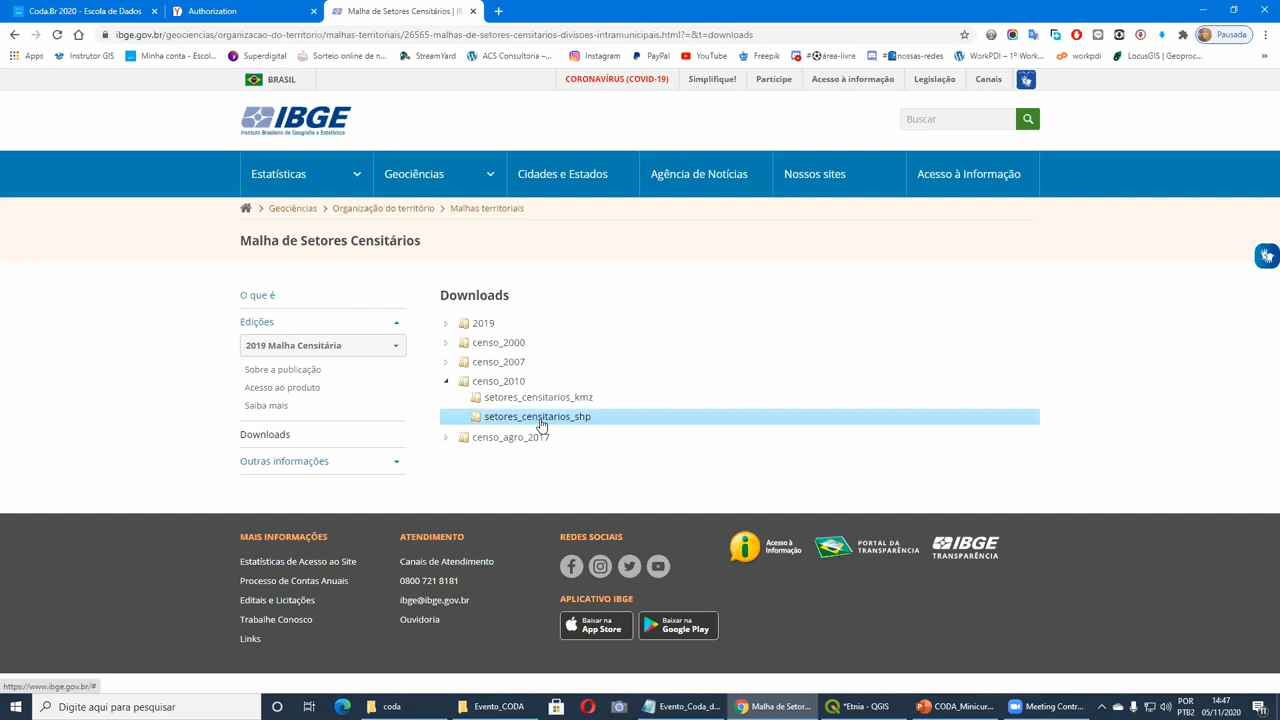 Coda.Br 2020 - Escola de Dados
Authorization
Malha de Setores Censitários | IB
ibge.gov.br/geociencias/organizacao-do-territorio/malhas-territoriais/26565-malhas-de-setores-censitarios-divisoes-intramunicipais.html?=&t=downloads
Pausada
Apps
Instrutor GIS
Minha conta – Escol...
Superdigital
Sorteio online de n...
StreamYard
ACS Consultoria –...
Instagram
PayPal
YouTube
Freepik
#⚽área-livre
#nossas-redes
WorkPDI – 1º Work...
workpdi
LocusGIS | Geoproc...
BRASIL
CORONAVÍRUS (COVID-19)
Simplifique!
Participe
Acesso à informação
Legislação
Canais
IBGE
Instituto Brasileiro de Geografia e Estatística
Buscar
Estatísticas
Geociências
Cidades e Estados
Agência de Notícias
Nossos sites
Acesso à Informação
Geociências > Organização do território > Malhas territoriais
Malha de Setores Censitários
O que é
Edições
2019 Malha Censitária
Sobre a publicação
Acesso ao produto
Saiba mais
Downloads
Outras informações
Downloads
2019
censo_2000
censo_2007
censo_2010
setores_censitarios_kmz
setores_censitarios_shp
censo_agro_2017
MAIS INFORMAÇÕES
Estatísticas de Acesso ao Site
Processo de Contas Anuais
Editais e Licitações
Trabalhe Conosco
Links
ATENDIMENTO
Canais de Atendimento
0800 721 8181
ibge@ibge.gov.br
Ouvidoria
REDES SOCIAIS
APLICATIVO IBGE
Baixar na
App Store
Baixar na
Google Play
Acesso à
Informação
PORTAL DA
TRANSPARÊNCIA
IBGE
TRANSPARÊNCIA
https://www.ibge.gov.br/#
Digite aqui para pesquisar
coda
Evento_CODA
Evento_Coda_d...
Malha de Setor...
*Etnia - QGIS
CODA_Minicur...
Meeting Contr...
POR
PTB2
14:47
05/11/2020